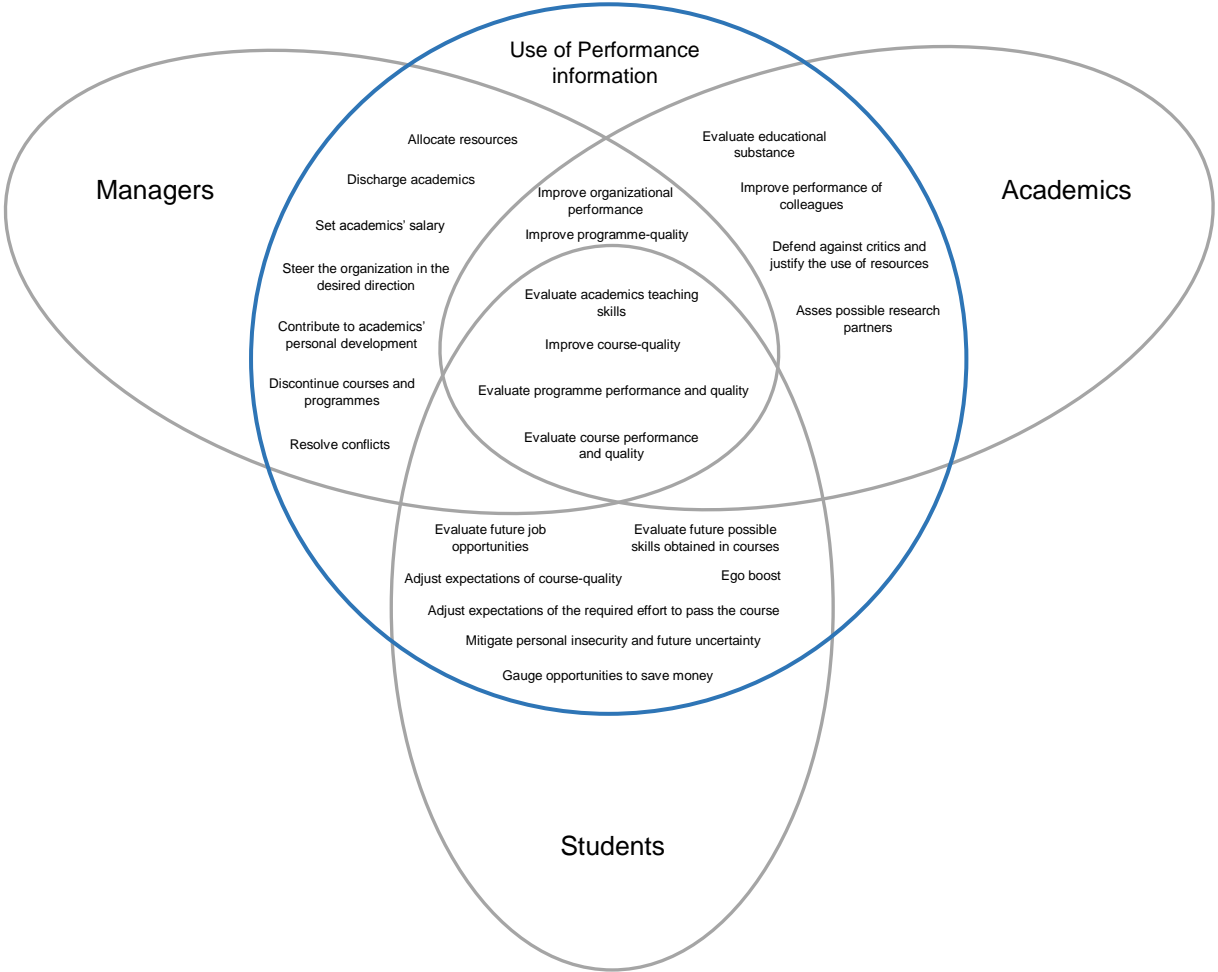 Use of Performance
information
Managers
Academics
Allocate resources
Discharge academics
Set academics’ salary
Steer the organization in the
desired direction
Contribute to academics’
personal development
Discontinue courses and
programmes
Resolve conflicts
Improve organizational
performance
Improve programme-quality
Evaluate academics teaching
skills
Improve course-quality
Evaluate programme performance and quality
Evaluate course performance
and quality
Evaluate educational
substance
Improve performance of
colleagues
Defend against critics and
justify the use of resources
Asses possible research
partners
Evaluate future job
opportunities
Evaluate future possible
skills obtained in courses
Adjust expectations of course-quality
Ego boost
Adjust expectations of the required effort to pass the course
Mitigate personal insecurity and future uncertainty
Gauge opportunities to save money
Students